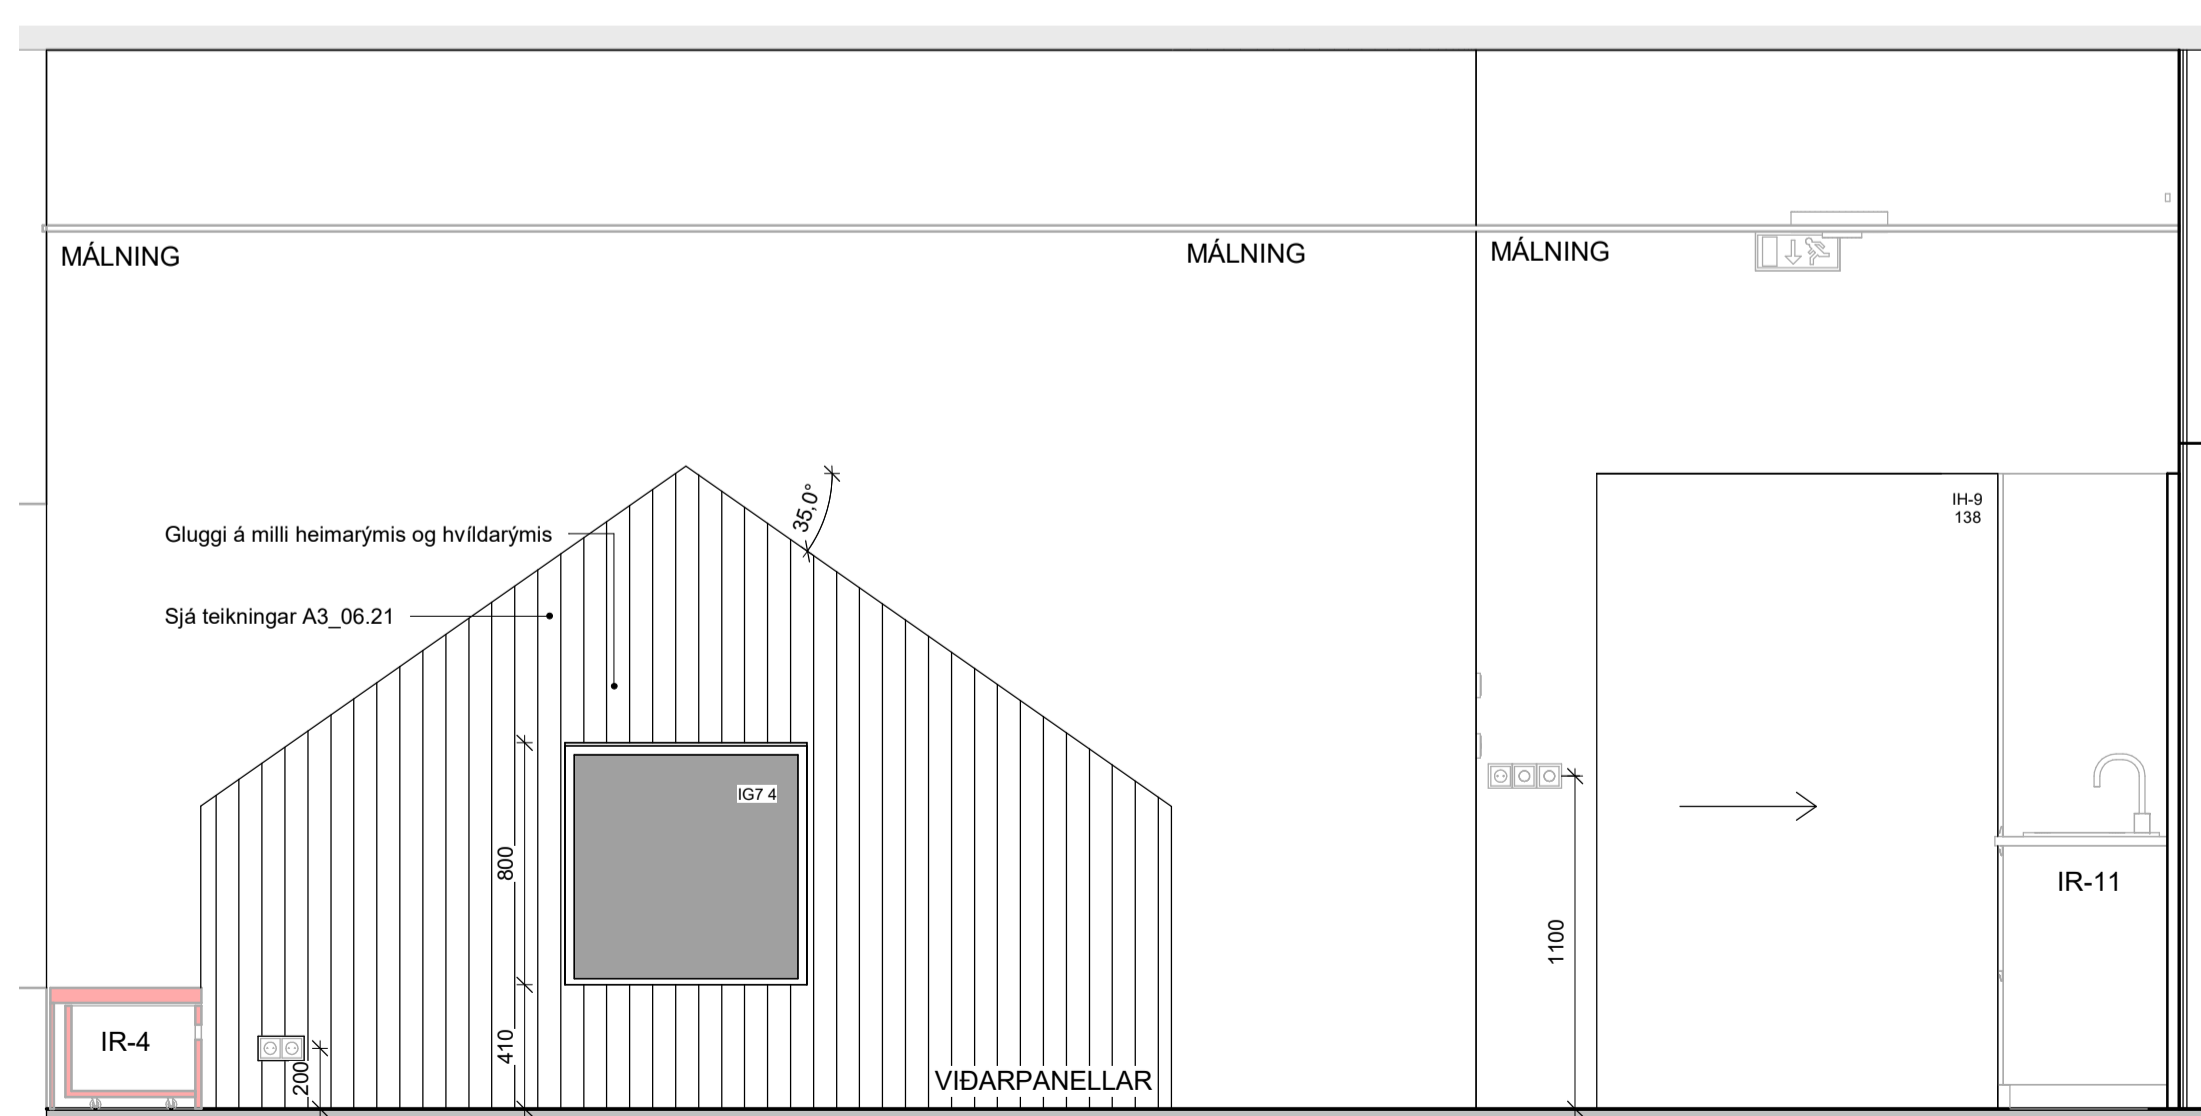 MÁLNING
MÁLNING
MÁLNING
35,0°
IH-9
138
Gluggi á milli heimarýmis og hvíldarýmis
Sjá teikningar A3_06.21
IG7 4
800
IR-11
1100
IR-4
410
200
VIÐARPANELLAR